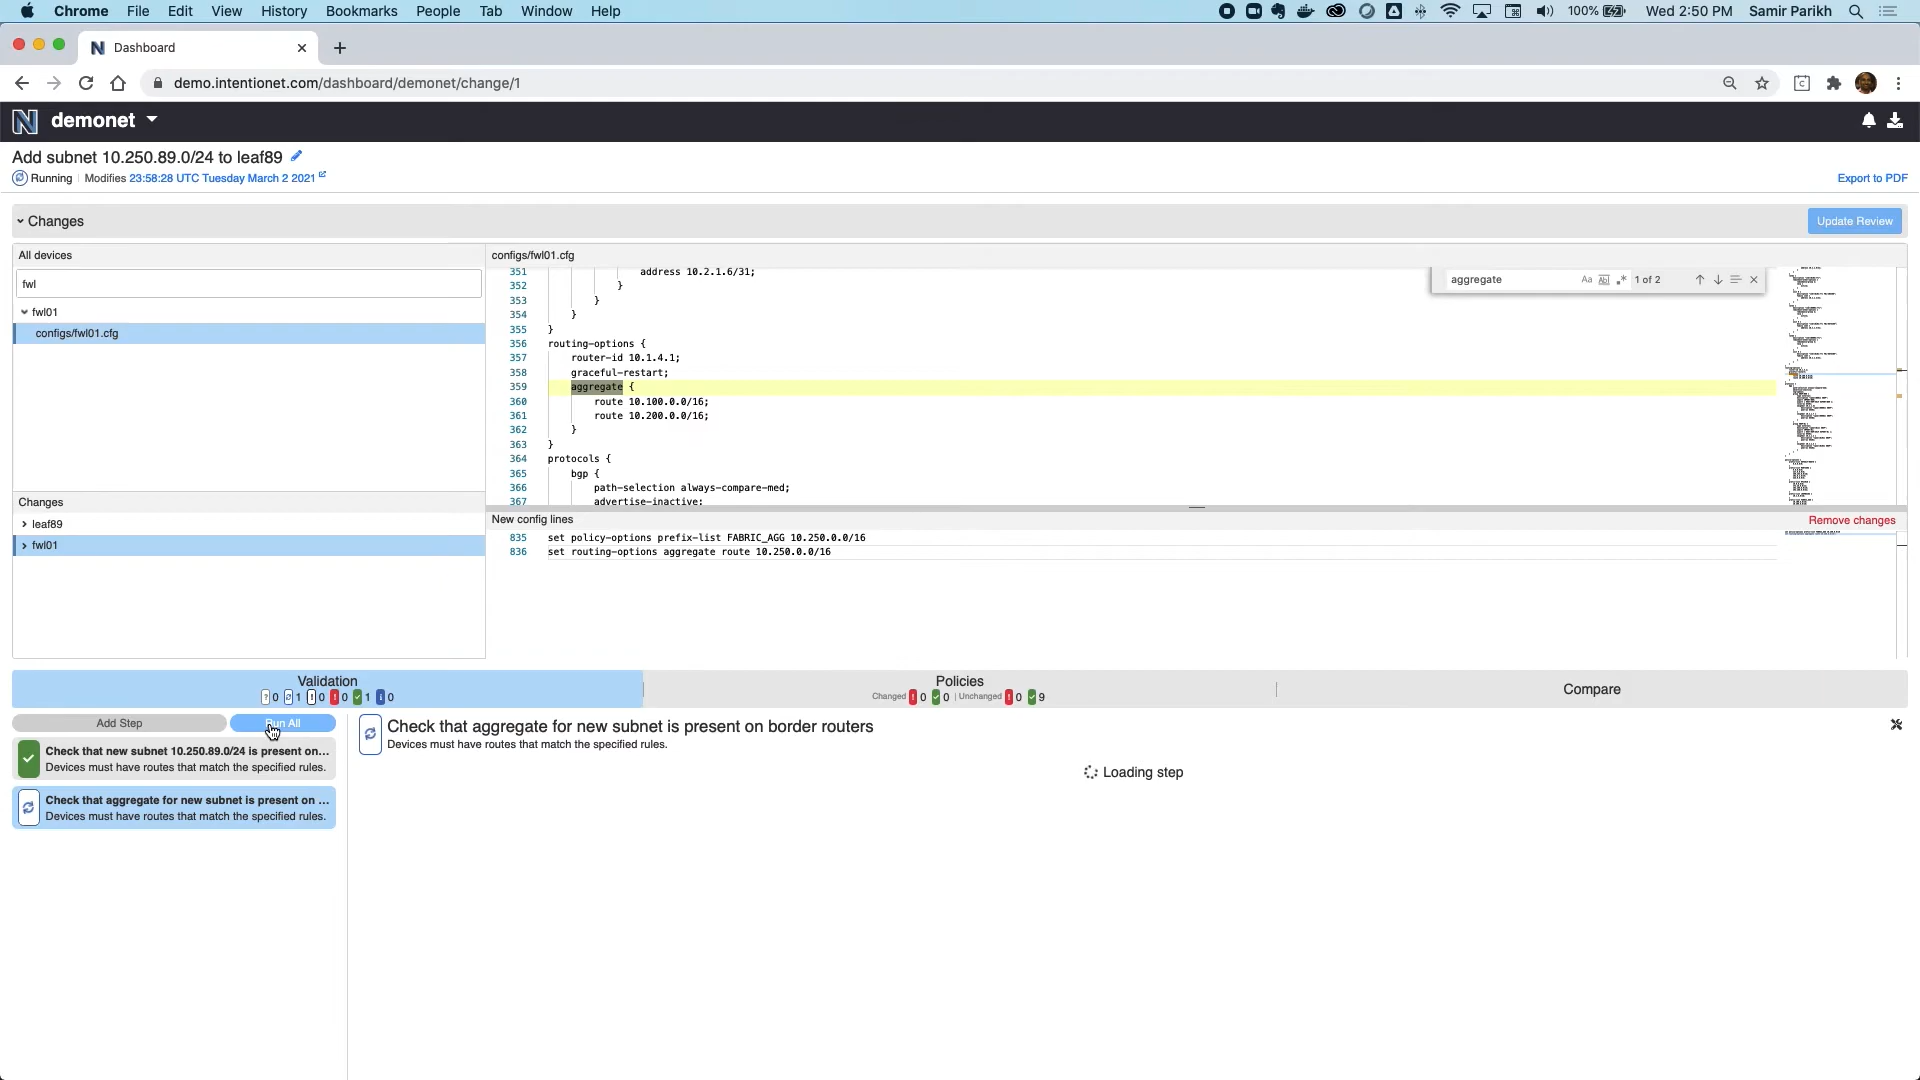 Chrome File Edit View History Bookmarks People Tab Window Help
100% Wed 2:50 PM Samir Parikh
Dashboard
demo.intentionet.com/dashboard/demonet/change/1
demonet
Add subnet 10.250.89.0/24 to leaf89
Running Modifies 23:58:28 UTC Tuesday March 2 2021
Export to PDF
Changes
Update Review
All devices
fwl
fwl01
configs/fwl01.cfg
Changes
leaf89
fwl01
configs/fwl01.cfg
aggregate Aa Abl .* 1 of 2
351 address 10.2.1.6/31;
352 }
353 }
354 }
355 }
356 routing-options {
357 router-id 10.1.4.1;
358 graceful-restart;
359 aggregate {
360 route 10.100.0.0/16;
361 route 10.200.0.0/16;
362 }
363 }
364 protocols {
365 bgp {
366 path-selection always-compare-med;
367 advertise-inactive;
New config lines
Remove changes
835 set policy-options prefix-list FABRIC_AGG 10.250.0.0/16
836 set routing-options aggregate route 10.250.0.0/16
Validation
? 0 1 ! 0 ! 0 1 i 0
Policies
Changed ! 0 0 | Unchanged ! 0 9
Compare
Add Step
Run All
Check that new subnet 10.250.89.0/24 is present on...
Devices must have routes that match the specified rules.
Check that aggregate for new subnet is present on ...
Devices must have routes that match the specified rules.
Check that aggregate for new subnet is present on border routers
Devices must have routes that match the specified rules.
Loading step